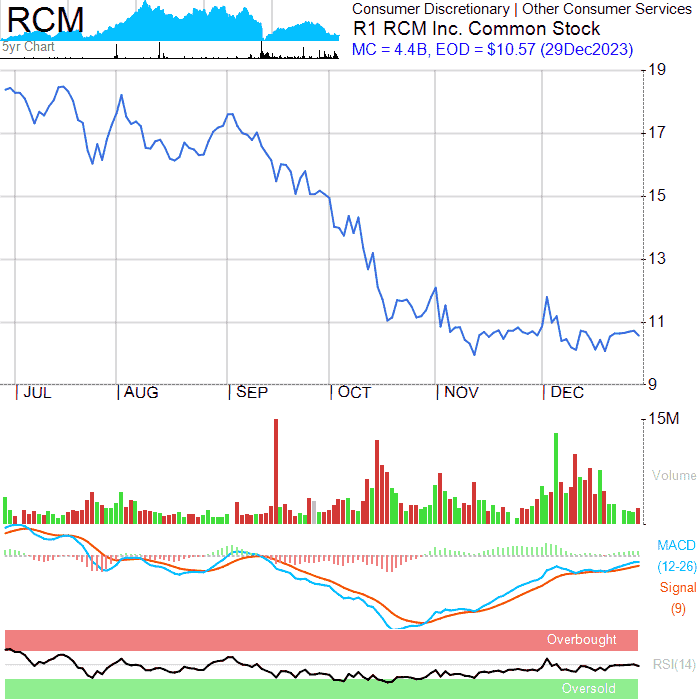 RCM
5yr Chart
Consumer Discretionary | Other Consumer Services
R1 RCM Inc. Common Stock
MC = 4.4B, EOD = $10.57 (29Dec2023)
19
17
15
13
11
9
JUL AUG SEP OCT NOV DEC
15M
Volume
MACD
(12-26)
Signal
(9)
Overbought
RSI(14)
Oversold